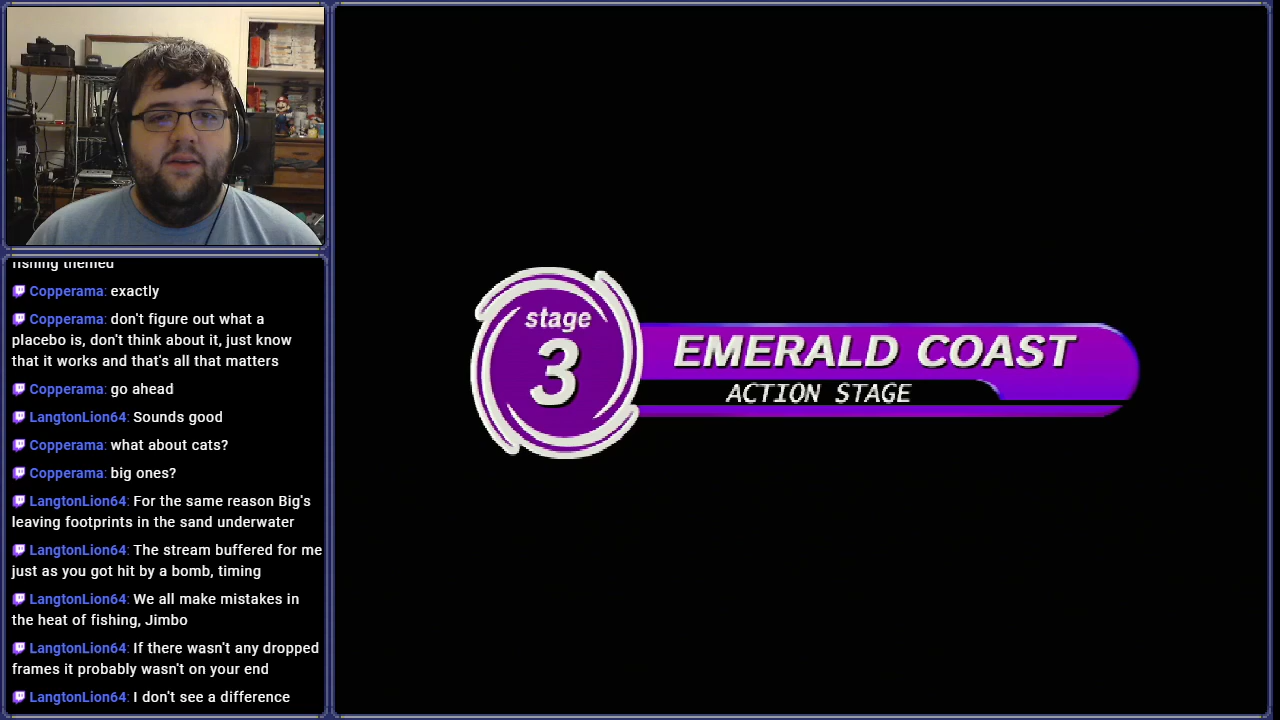 fishing themed
Copperama: exactly
Copperama: don't figure out what a
placebo is, don't think about it, just know
that it works and that's all that matters
Copperama: go ahead
LangtonLion64: Sounds good
Copperama: what about cats?
Copperama: big ones?
LangtonLion64: For the same reason Big's
leaving footprints in the sand underwater
LangtonLion64: The stream buffered for me
just as you got hit by a bomb, timing
LangtonLion64: We all make mistakes in
the heat of fishing, Jimbo
LangtonLion64: If there wasn't any dropped
frames it probably wasn't on your end
LangtonLion64: I don't see a difference
stage
3
EMERALD COAST
ACTION STAGE